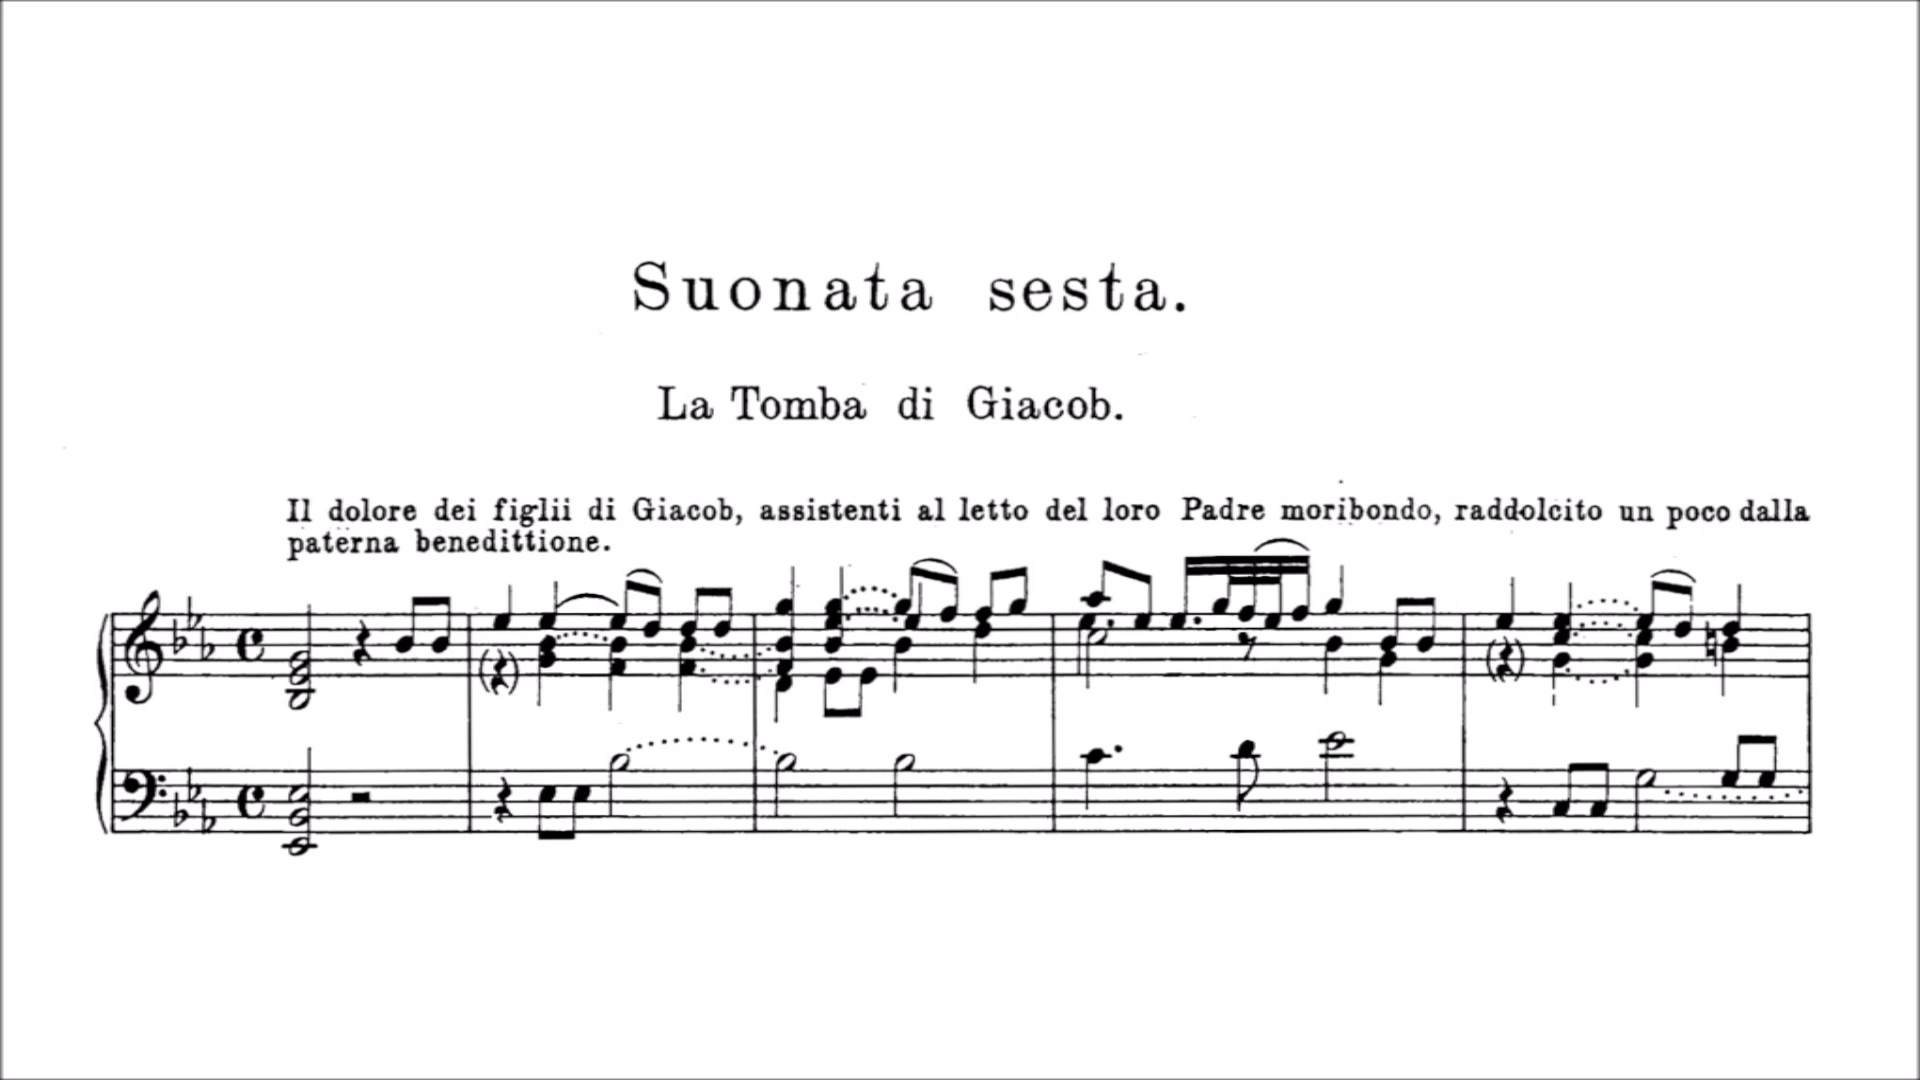 Suonata sesta.
La Tomba di Giacob.
Il dolore dei figlii di Giacob, assistenti al letto del loro Padre moribondo, raddolcito un poco dalla
paterna benedittione.